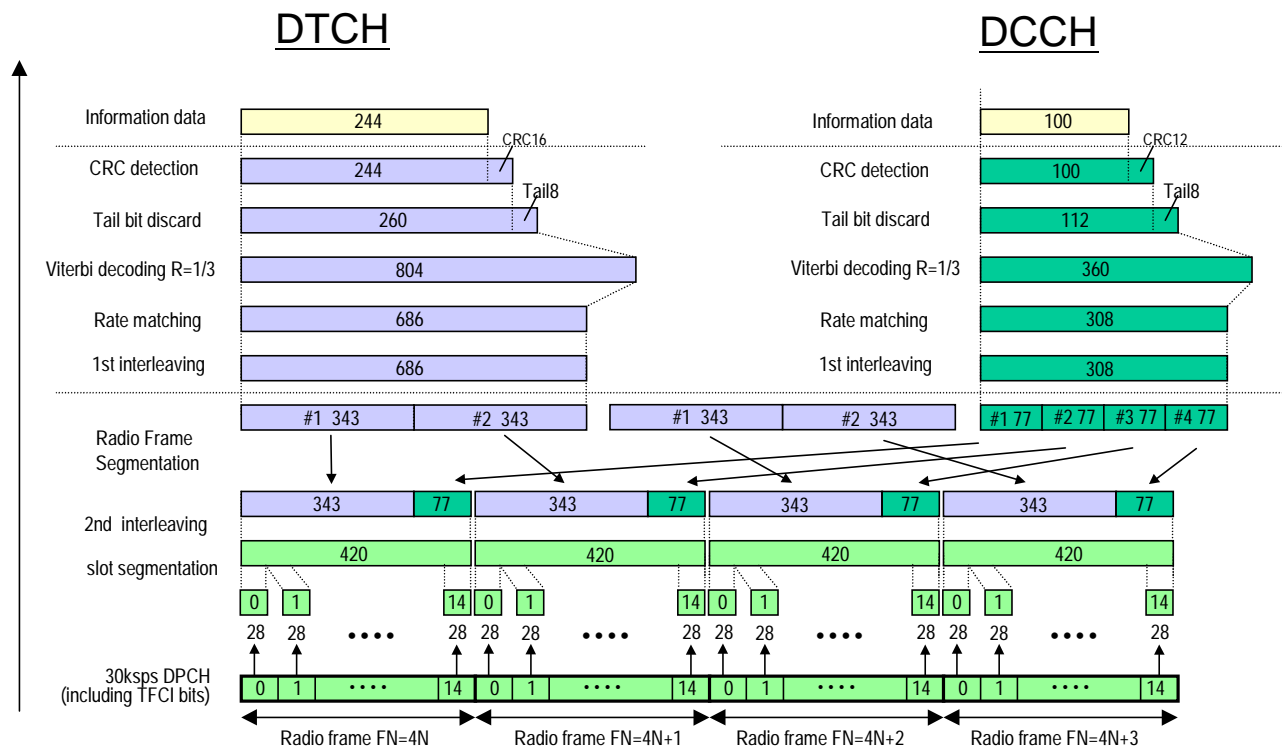 DTCH
DCCH
Information data
244
Information data
100
CRC16
CRC12
CRC detection
244
CRC detection
100
Tail8
Tail8
Tail bit discard
260
Tail bit discard
112
Viterbi decoding R=1/3
804
Viterbi decoding R=1/3
360
Rate matching
686
Rate matching
308
1st interleaving
686
1st interleaving
308
#1 343
#2 343
#1 343
#2 343
#1 77
#2 77
#3 77
#4 77
Radio Frame
Segmentation
343
77
343
77
343
77
343
77
2nd interleaving
420
420
420
420
slot segmentation
0
1
14
0
1
14
0
1
14
0
1
14
28
28
••••
28
28
28
••••
28
28
28
••••
28
28
28
••••
28
30ksps DPCH
(including TFCI bits)
0
1
••••
14
0
1
••••
14
0
1
••••
14
0
1
••••
14
Radio frame FN=4N
Radio frame FN=4N+1
Radio frame FN=4N+2
Radio frame FN=4N+3